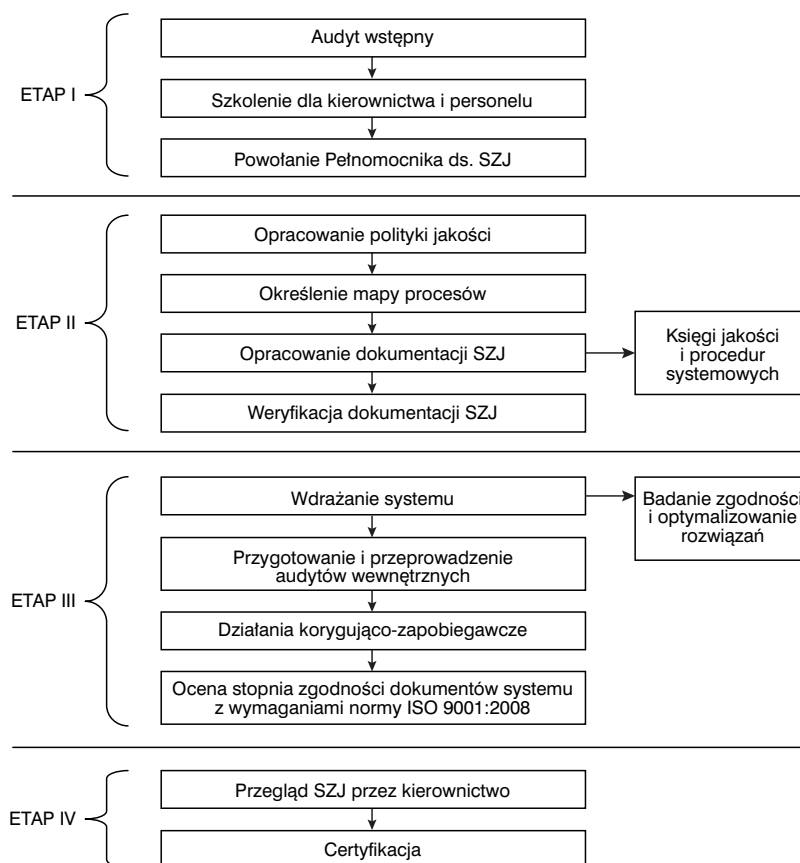 Audyt wstępny
ETAP I
Szkolenie dla kierownictwa i personelu
Powołanie Pełnomocnika ds. SZJ
Opracowanie polityki jakości
Określenie mapy procesów
ETAP II
Opracowanie dokumentacji SZJ
Księgi jakości
i procedur
systemowych
Weryfikacja dokumentacji SZJ
Wdrażanie systemu
Badanie zgodności
i optymalizowanie
rozwiązań
Przygotowanie i przeprowadzenie
audytów wewnętrznych
ETAP III
Działania korygująco-zapobiegawcze
Ocena stopnia zgodności dokumentów systemu
z wymaganiami normy ISO 9001:2008
Przegląd SZJ przez kierownictwo
ETAP IV
Certyfikacja